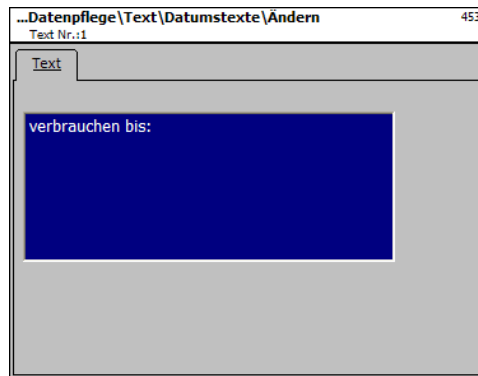 ...Datenpflege\Text\Datumstexte\Ändern 453
Text Nr.:1
Text
verbrauchen bis: